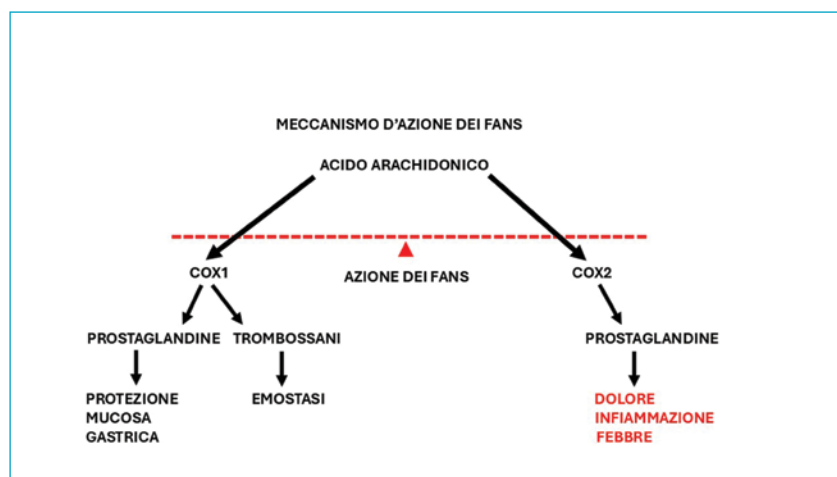 MECCANISMO D'AZIONE DEI FANS
ACIDO ARACHIDONICO
COX1
AZIONE DEI FANS
COX2
PROSTAGLANDINE
TROMBOSSANI
PROSTAGLANDINE
PROTEZIONE
MUCOSA
GASTRICA
EMOSTASI
DOLORE
INFIAMMAZIONE
FEBBRE